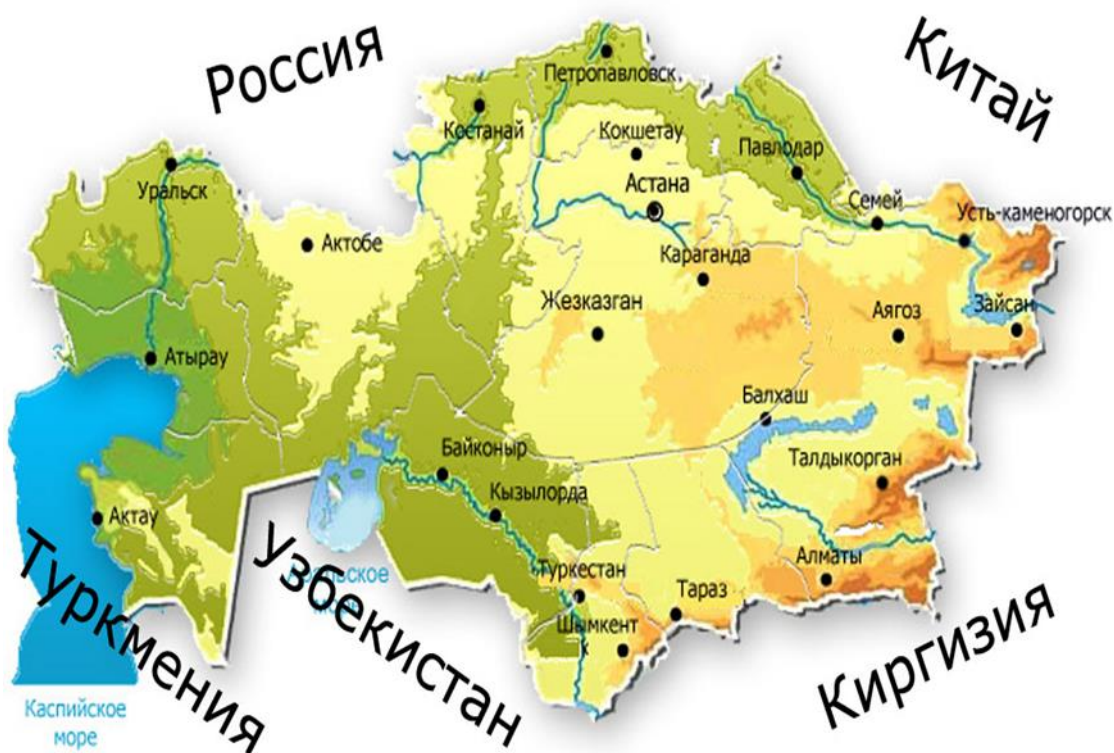 Россия
Китай
Петропавловск
Костанай
Кокшетау
Павлодар
Уральск
Астана
Семей
Усть-каменогорск
Актобе
Караганда
Жезказган
Аягоз
Зайсан
Атырау
Балхаш
Байконыр
Талдыкорган
Кызылорда
Актау
Туркмения
Узбекистан
Туркестан
Тараз
Алматы
Шымкент
Киргизия
Каспийское
море